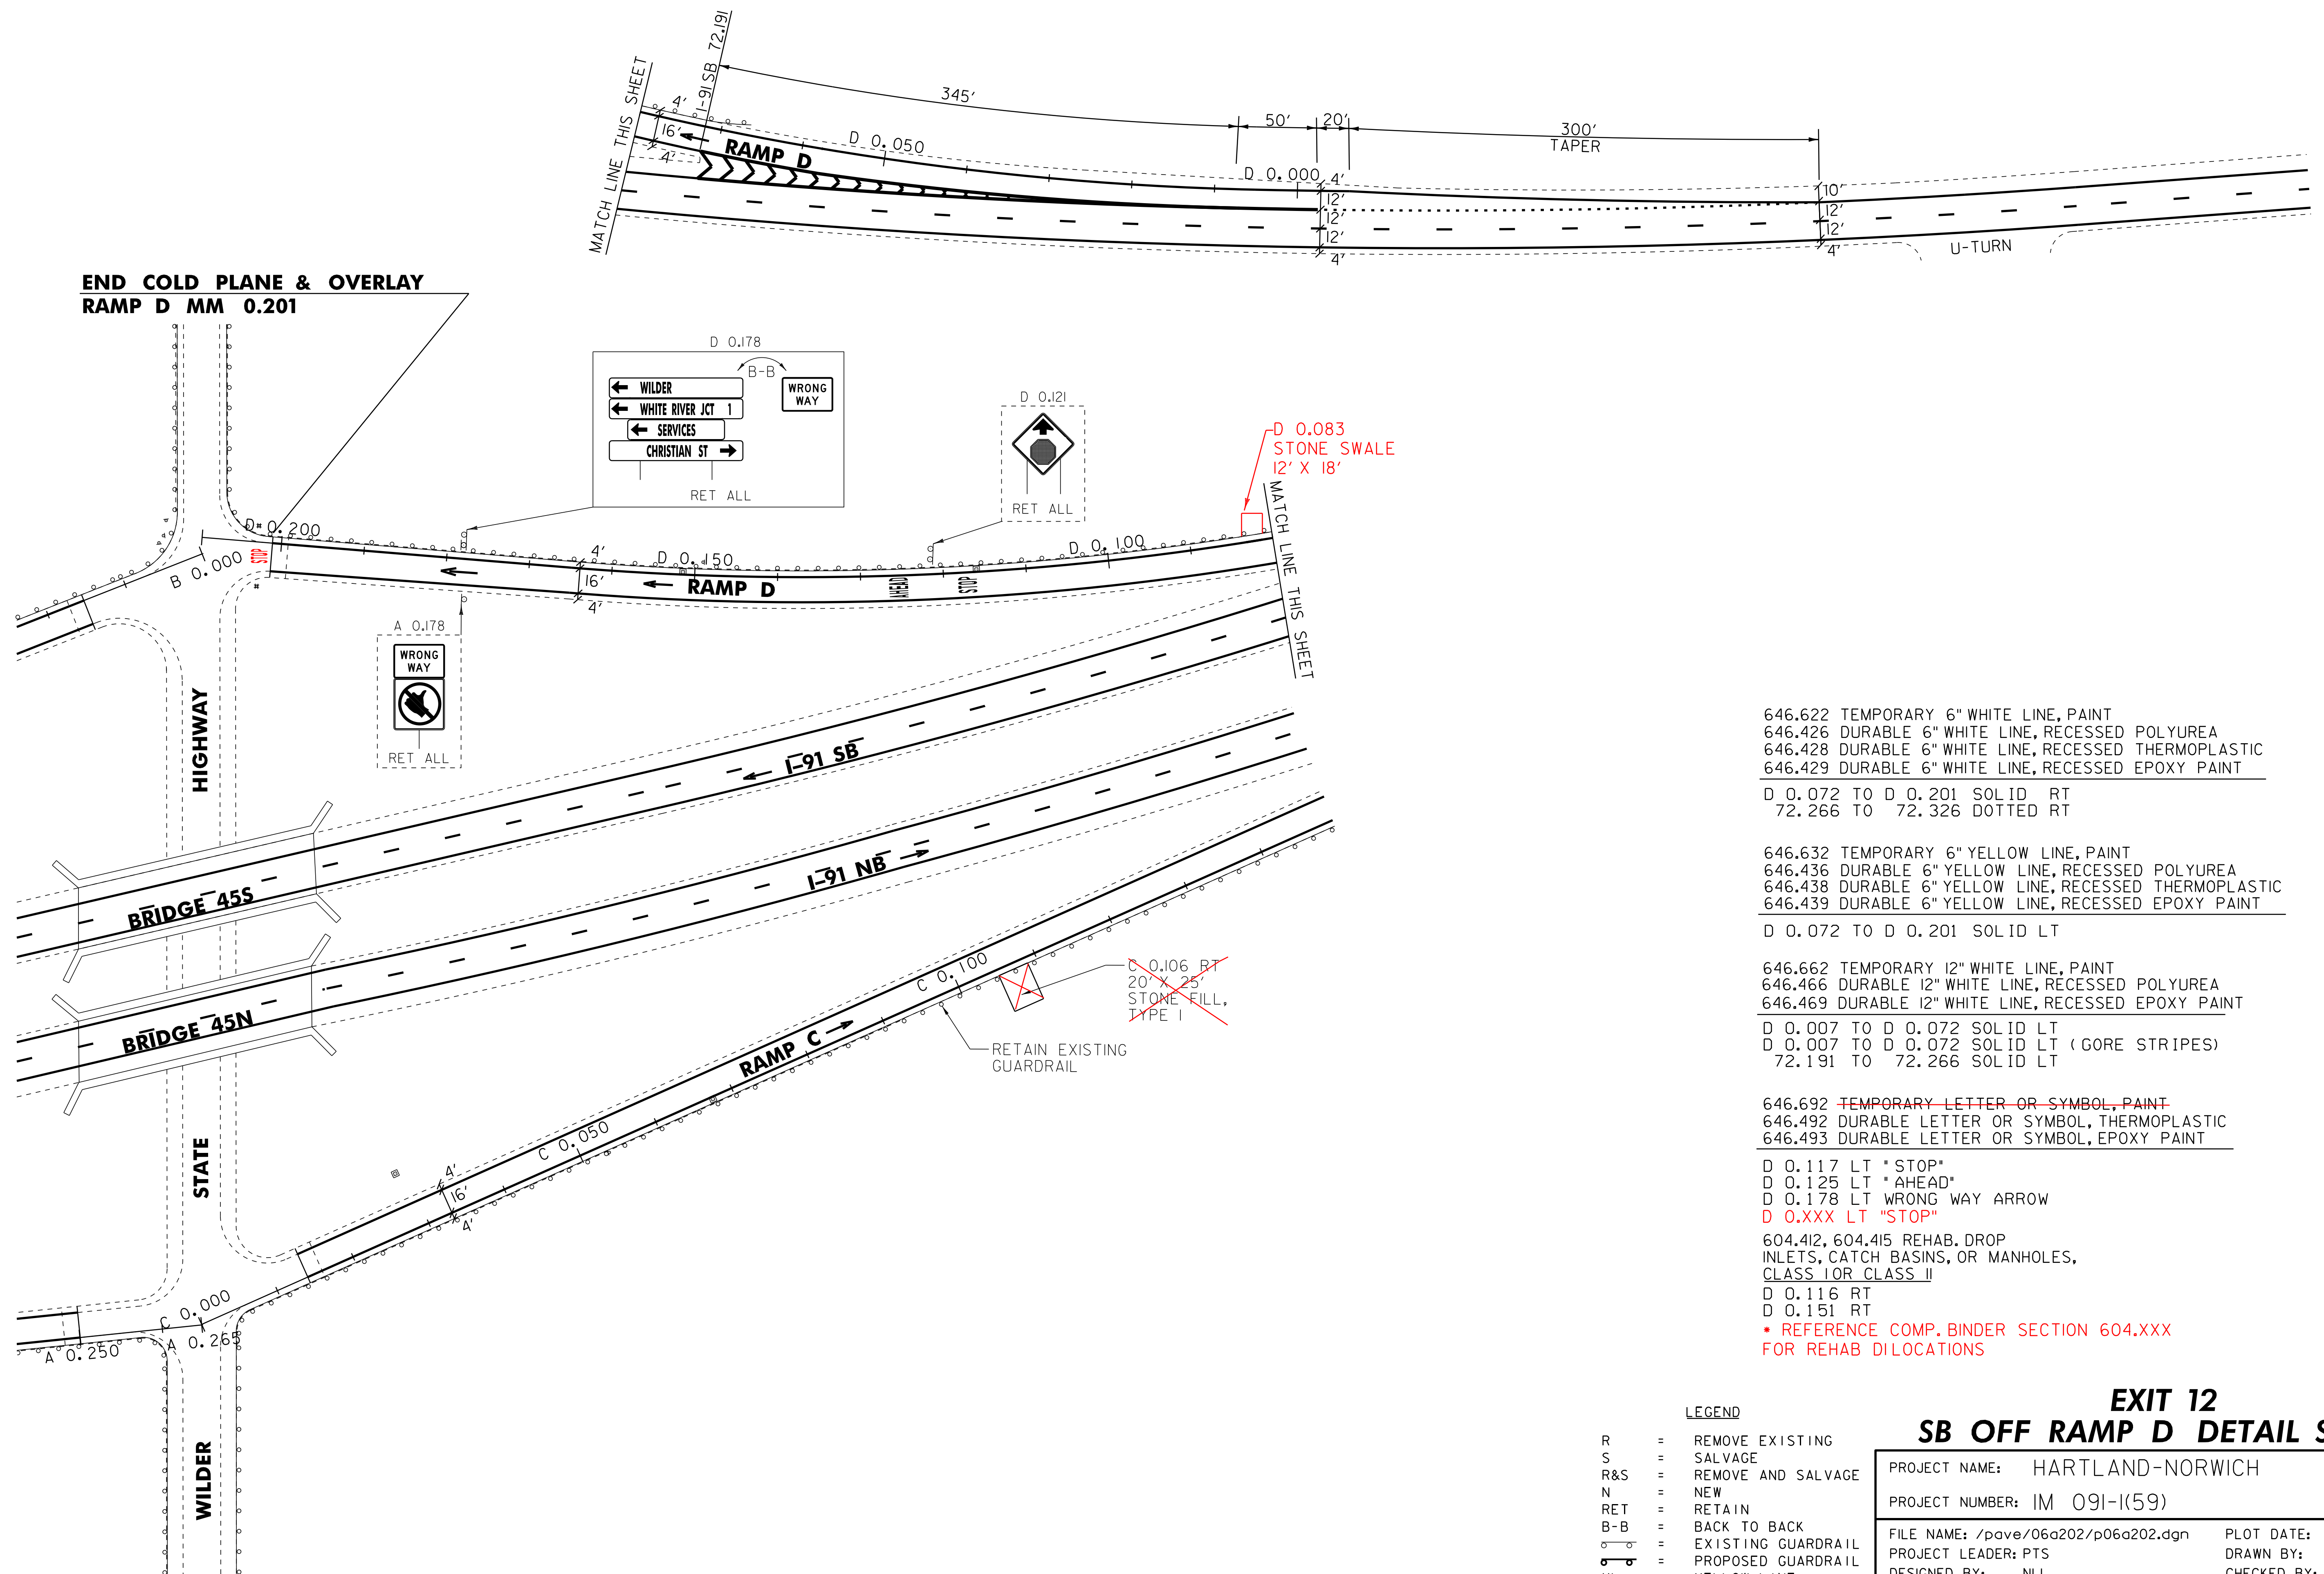 MATCH LINE THIS SHEET
I-91 SB 72.191
345'
50'
20'
300'
TAPER
4'
16'
4'
RAMP D
D 0.050
D 0.000
4'
12'
12'
12'
4'
10'
12'
12'
4'
U-TURN
END COLD PLANE & OVERLAY
RAMP D MM 0.201
D 0.178
B-B
WILDER
WHITE RIVER JCT 1
SERVICES
CHRISTIAN ST
WRONG
WAY
RET ALL
D 0.121
RET ALL
D 0.083
STONE SWALE
12' X 18'
MATCH LINE THIS SHEET
D 0.200
STOP
B 0.000
4'
16'
4'
D 0.150
RAMP D
AHEAD
STOP
D 0.100
A 0.178
WRONG
WAY
RET ALL
HIGHWAY
I-91 SB
I-91 NB
BRIDGE 45S
BRIDGE 45N
C 0.100
C 0.106 RT
20' X 25'
STONE FILL,
TYPE I
RAMP C
RETAIN EXISTING
GUARDRAIL
C 0.050
4'
16'
4'
STATE
C 0.000
A 0.265
A 0.250
WILDER
646.622 TEMPORARY 6" WHITE LINE, PAINT
646.426 DURABLE 6" WHITE LINE, RECESSED POLYUREA
646.428 DURABLE 6" WHITE LINE, RECESSED THERMOPLASTIC
646.429 DURABLE 6" WHITE LINE, RECESSED EPOXY PAINT
D 0.072 TO D 0.201 SOLID RT
72.266 TO 72.326 DOTTED RT
646.632 TEMPORARY 6" YELLOW LINE, PAINT
646.436 DURABLE 6" YELLOW LINE, RECESSED POLYUREA
646.438 DURABLE 6" YELLOW LINE, RECESSED THERMOPLASTIC
646.439 DURABLE 6" YELLOW LINE, RECESSED EPOXY PAINT
D 0.072 TO D 0.201 SOLID LT
646.662 TEMPORARY 12" WHITE LINE, PAINT
646.466 DURABLE 12" WHITE LINE, RECESSED POLYUREA
646.469 DURABLE 12" WHITE LINE, RECESSED EPOXY PAINT
D 0.007 TO D 0.072 SOLID LT
D 0.007 TO D 0.072 SOLID LT (GORE STRIPES)
72.191 TO 72.266 SOLID LT
646.692 TEMPORARY LETTER OR SYMBOL, PAINT
646.492 DURABLE LETTER OR SYMBOL, THERMOPLASTIC
646.493 DURABLE LETTER OR SYMBOL, EPOXY PAINT
D 0.117 LT "STOP"
D 0.125 LT "AHEAD"
D 0.178 LT WRONG WAY ARROW
D 0.XXX LT "STOP"
604.412, 604.415 REHAB. DROP
INLETS, CATCH BASINS, OR MANHOLES,
CLASS I OR CLASS II
D 0.116 RT
D 0.151 RT
* REFERENCE COMP. BINDER SECTION 604.XXX
FOR REHAB DI LOCATIONS
LEGEND
R = REMOVE EXISTING
S = SALVAGE
R&S = REMOVE AND SALVAGE
N = NEW
RET = RETAIN
B-B = BACK TO BACK
= EXISTING GUARDRAIL
= PROPOSED GUARDRAIL
EXIT 12
SB OFF RAMP D DETAIL S
PROJECT NAME: HARTLAND-NORWICH
PROJECT NUMBER: IM 091-1(59)
FILE NAME: /pave/06a202/p06a202.dgn PLOT DATE:
PROJECT LEADER: PTS DRAWN BY: